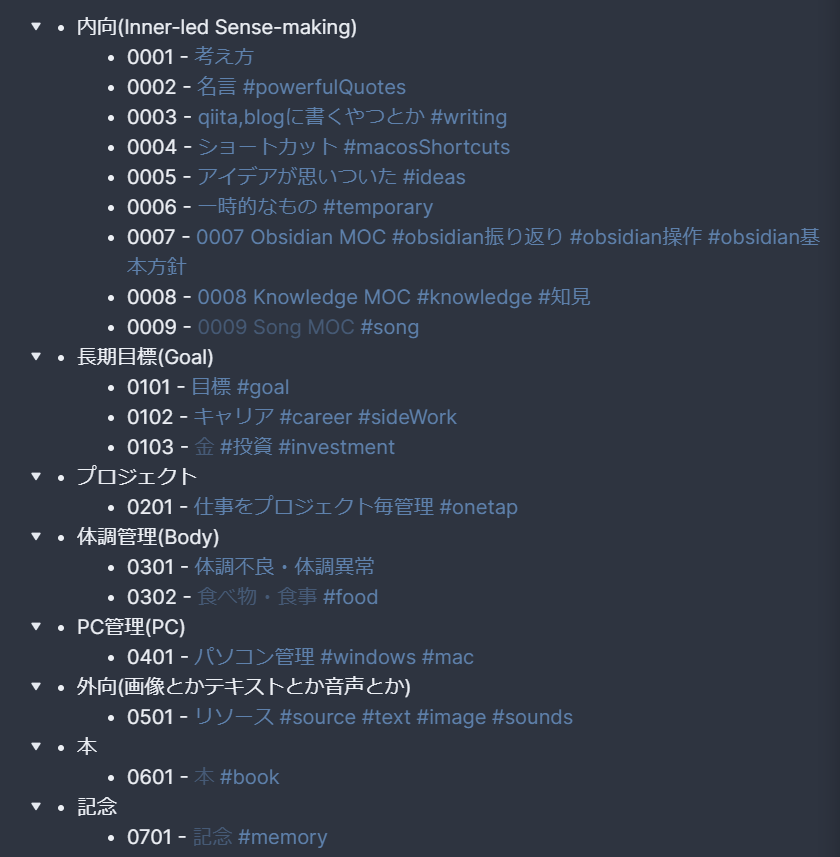 内向(Inner-led Sense-making)
0001 - 考え方
0002 - 名言 #powerfulQuotes
0003 - qiita,blogに書くやつとか #writing
0004 - ショートカット #macosShortcuts
0005 - アイデアが思いついた #ideas
0006 - 一時的なもの #temporary
0007 - 0007 Obsidian MOC #obsidian振り返り #obsidian操作 #obsidian基
本方針
0008 - 0008 Knowledge MOC #knowledge #知見
0009 - 0009 Song MOC #song
長期目標(Goal)
0101 - 目標 #goal
0102 - キャリア #career #sideWork
0103 - 金 #投資 #investment
プロジェクト
0201 - 仕事をプロジェクト毎管理 #onetap
体調管理(Body)
0301 - 体調不良・体調異常
0302 - 食べ物・食事 #food
PC管理(PC)
0401 - パソコン管理 #windows #mac
外向(画像とかテキストとか音声とか)
0501 - リソース #source #text #image #sounds
本
0601 - 本 #book
記念
0701 - 記念 #memory